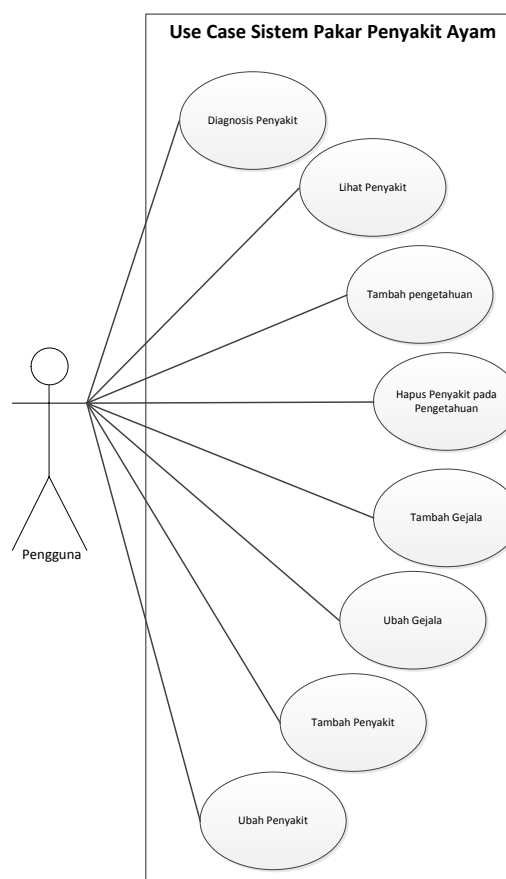 Use Case Sistem Pakar Penyakit Ayam
Diagnosis Penyakit
Lihat Penyakit
Tambah pengetahuan
Hapus Penyakit pada
Pengetahuan
Tambah Gejala
Pengguna
Ubah Gejala
Tambah Penyakit
Ubah Penyakit